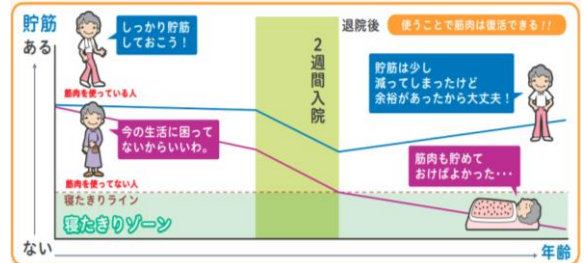 貯筋
ある
ない
しっかり貯筋
しておこう！
筋肉を使っている人
今の生活に困って
ないからいいわ。
筋肉を使ってない人
寝たきりライン
寝たきりゾーン
2週間入院
退院後
使うことで筋肉は復活できる!!
貯筋は少し
減ってしまったけど
余裕があったから大丈夫！
筋肉も貯めて
おけばよかった・・・
年齢